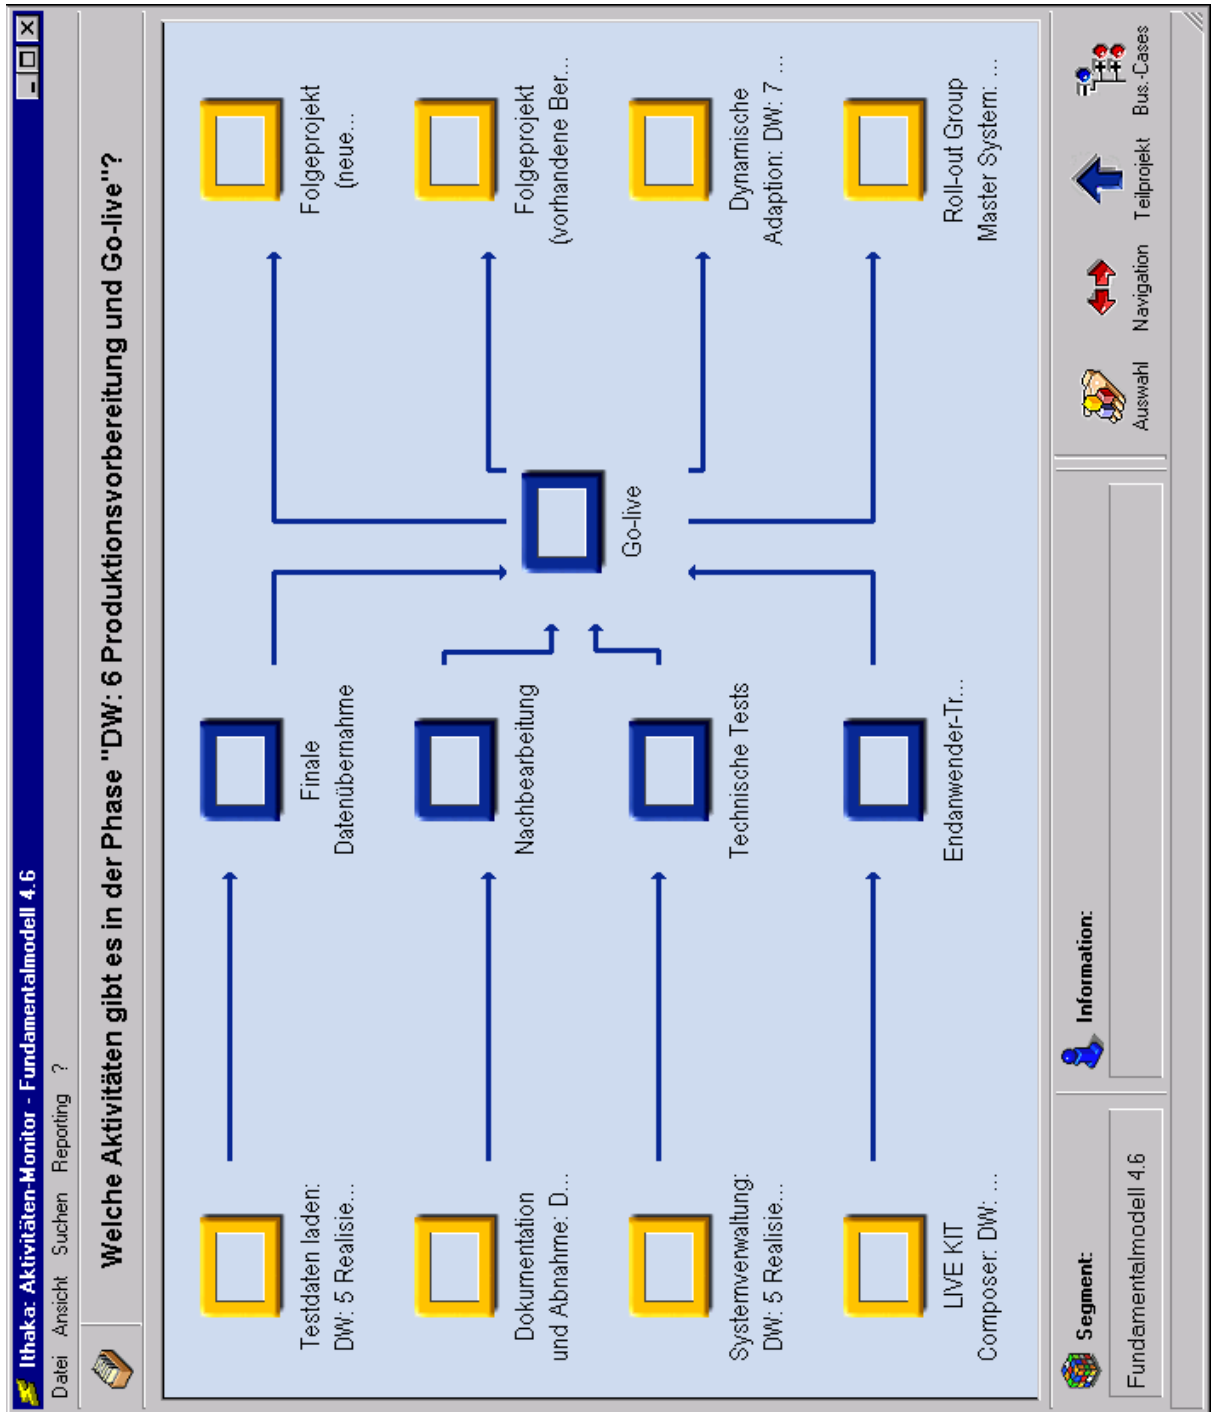 Ithaka: Aktivitäten-Monitor - Fundamentalmodell 4.6
Datei Ansicht Suchen Reporting ?
Welche Aktivitäten gibt es in der Phase "DW: 6 Produktionsvorbereitung und Go-live"?
Testdaten laden:
DW: 5 Realisie...
Finale
Datenübernahme
Folgeprojekt
(neue...
Dokumentation
und Abnahme: D...
Nachbearbeitung
Folgeprojekt
(vorhandene Ber...
Go-live
Systemverwaltung:
DW: 5 Realisie...
Technische Tests
Dynamische
Adaption: DW: 7 ...
LIVE KIT
Composer: DW: ...
Endanwender-Tr...
Roll-out Group
Master System: ...
Segment:
Fundamentalmodell 4.6
Information:
Auswahl
Navigation
Teilprojekt
Bus.-Cases